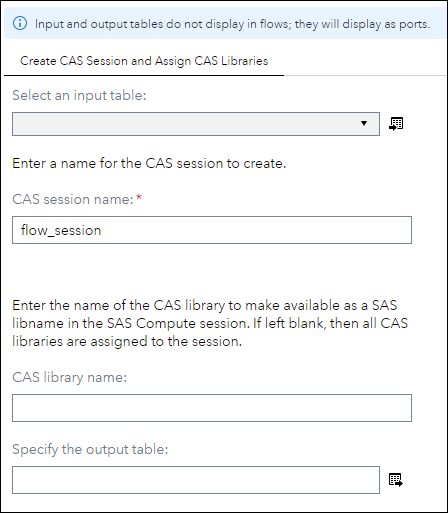 Input and output tables do not display in flows; they will display as ports.
Create CAS Session and Assign CAS Libraries
Select an input table:
Enter a name for the CAS session to create.
CAS session name: *
flow_session
Enter the name of the CAS library to make available as a SAS
libname in the SAS Compute session. If left blank, then all CAS
libraries are assigned to the session.
CAS library name:
Specify the output table: